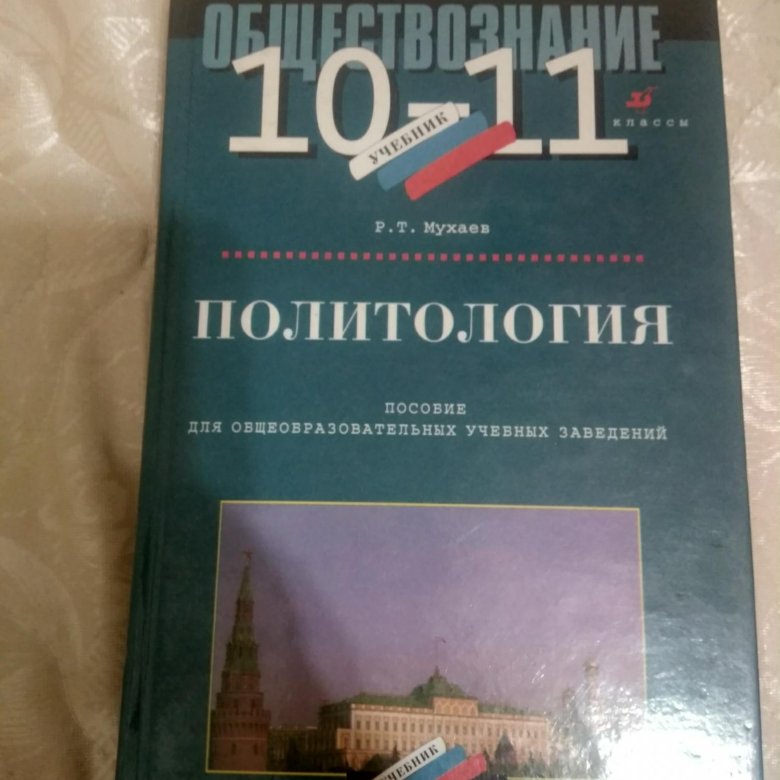 ОБЩЕСТВОЗНАНИЕ
10-11
классы
УЧЕБНИК
Р.Т. Мухаев
ПОЛИТОЛОГИЯ
ПОСОБИЕ
ДЛЯ ОБЩЕОБРАЗОВАТЕЛЬНЫХ УЧЕБНЫХ ЗАВЕДЕНИЙ
УЧЕБНИК